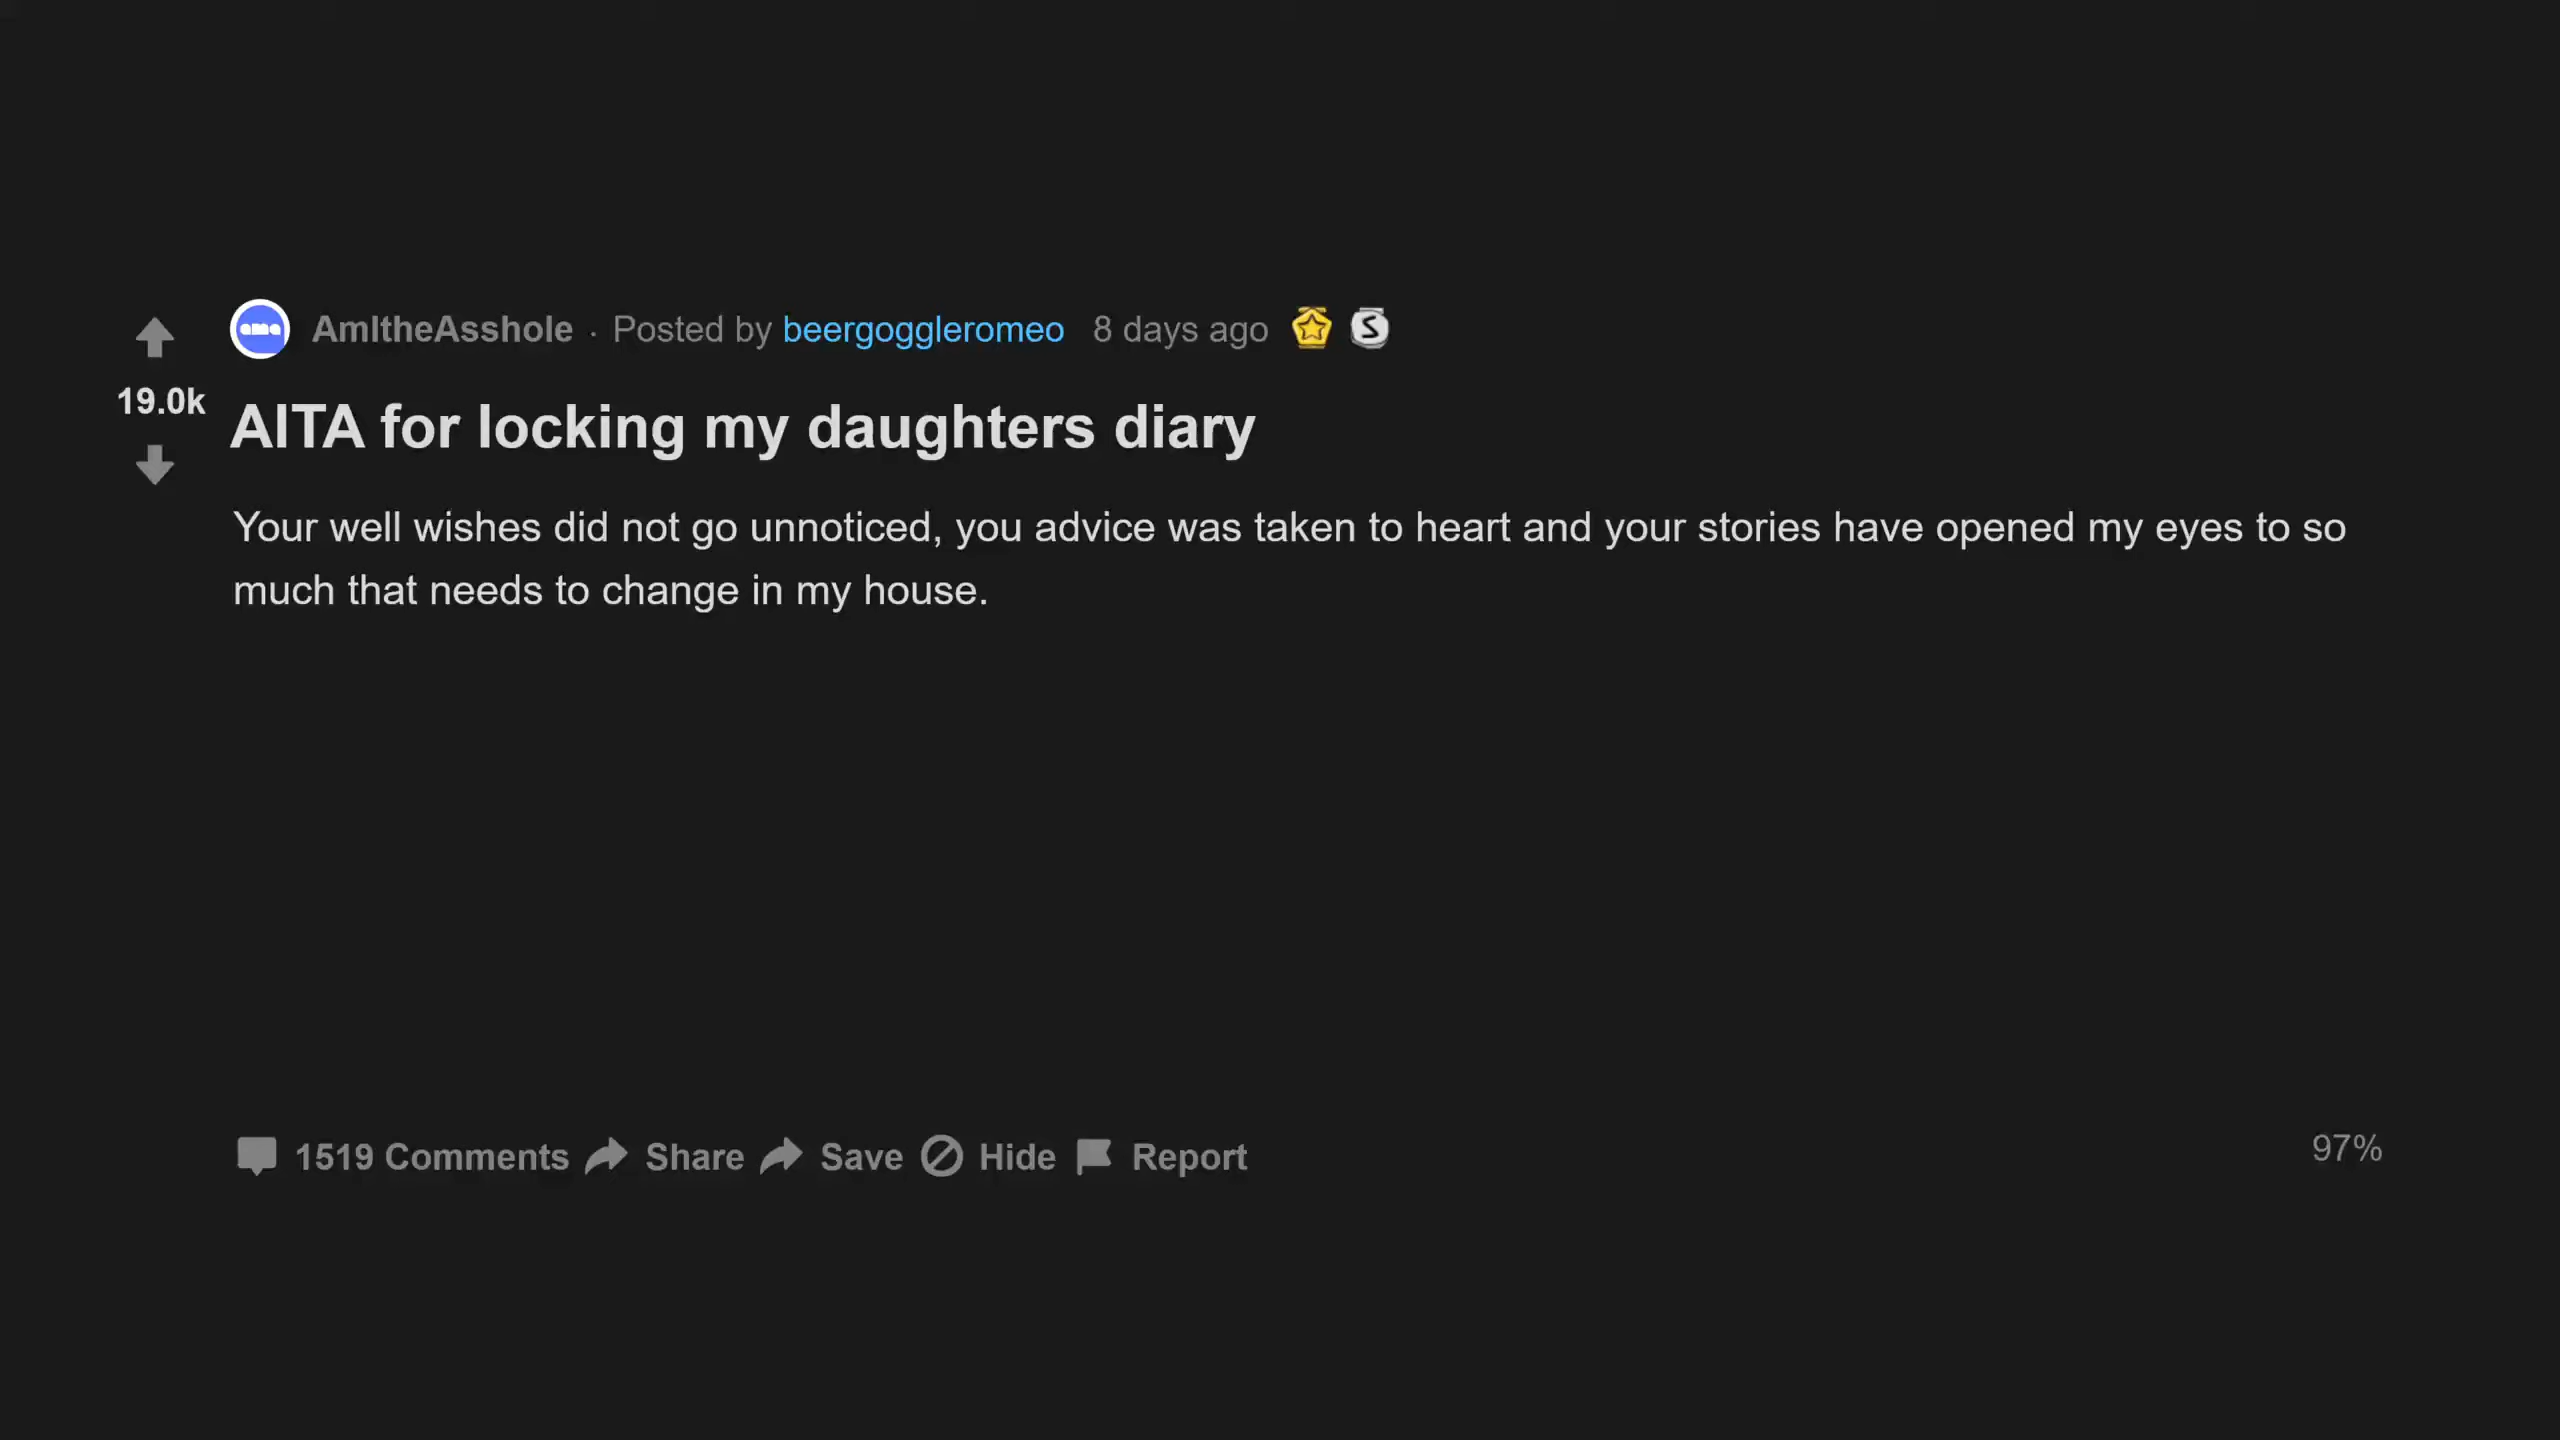 AmItheAsshole · Posted by beergoggleromeo 8 days ago
19.0k
AITA for locking my daughters diary
Your well wishes did not go unnoticed, you advice was taken to heart and your stories have opened my eyes to so
much that needs to change in my house.
1519 Comments Share Save Hide Report
97%